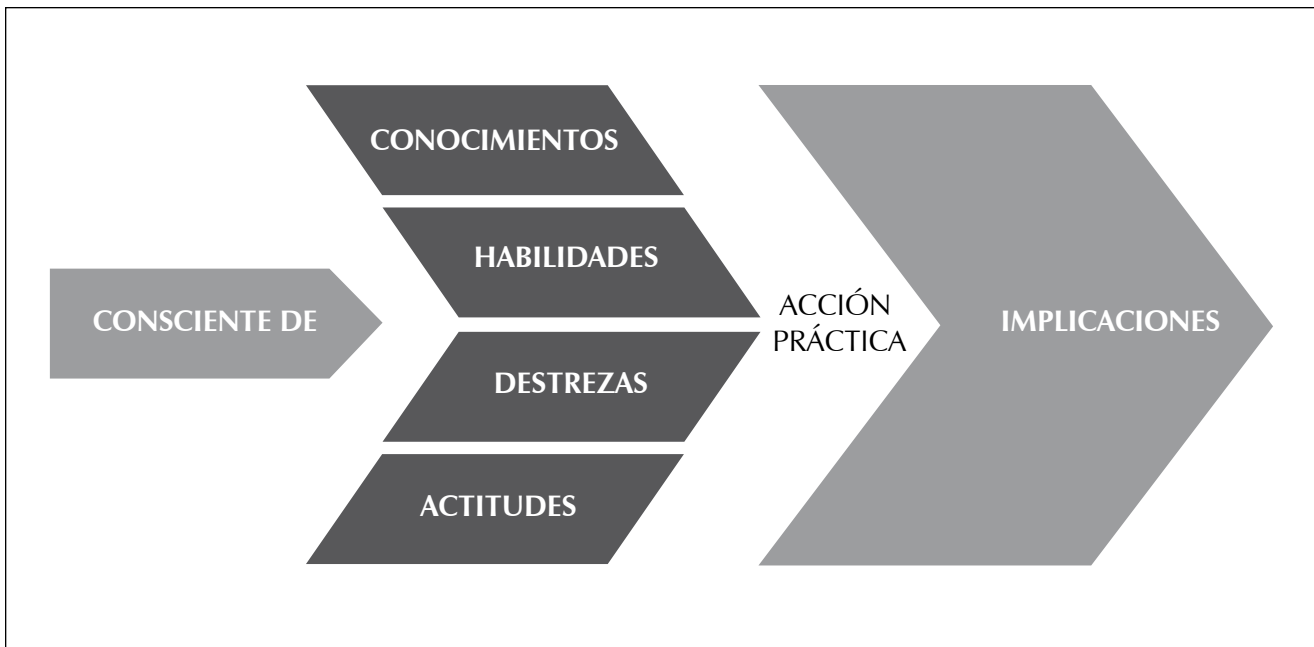 CONSCIENTE DE
CONOCIMIENTOS
HABILIDADES
DESTREZAS
ACTITUDES
ACCIÓN
PRÁCTICA
IMPLICACIONES